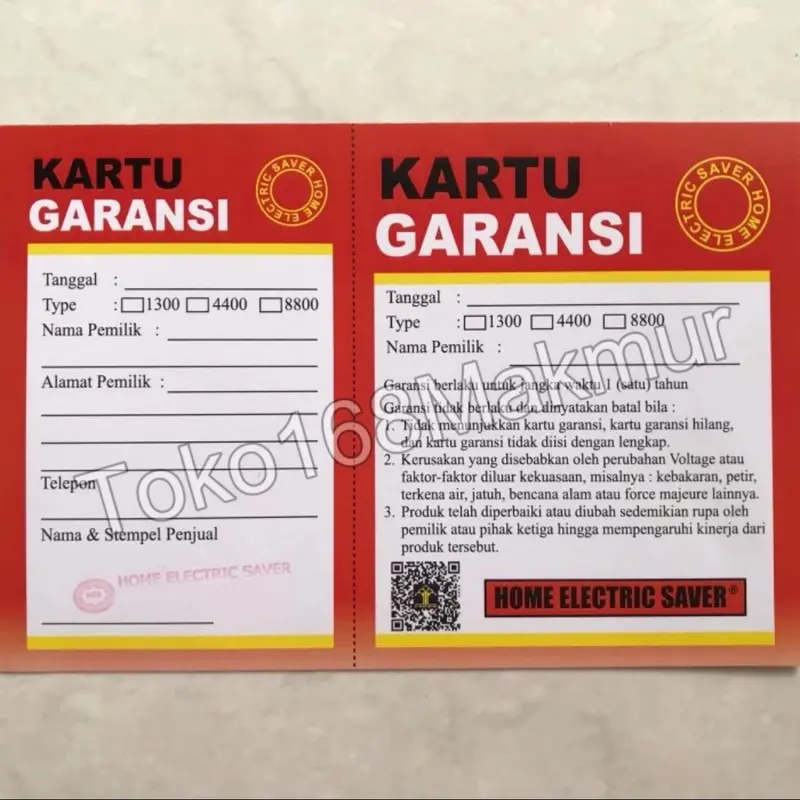 KARTU
GARANSI
HOME ELECTRIC SAVER
Tanggal :
Type : 1300 4400 8800
Nama Pemilik :
Alamat Pemilik :
Telepon
Nama & Stempel Penjual
HES
HOME ELECTRIC SAVER
KARTU
GARANSI
HOME ELECTRIC SAVER
Tanggal :
Type : 1300 4400 8800
Nama Pemilik :
Garansi berlaku untuk jangka waktu 1 (satu) tahun
Garansi tidak berlaku dan dinyatakan batal bila :
1. Tidak menunjukkan kartu garansi, kartu garansi hilang,
dan kartu garansi tidak diisi dengan lengkap.
2. Kerusakan yang disebabkan oleh perubahan Voltage atau
faktor-faktor diluar kekuasaan, misalnya : kebakaran, petir,
terkena air, jatuh, bencana alam atau force majeure lainnya.
3. Produk telah diperbaiki atau diubah sedemikian rupa oleh
pemilik atau pihak ketiga hingga mempengaruhi kinerja dari
produk tersebut.
HOME ELECTRIC SAVER®
Toko168Makmur